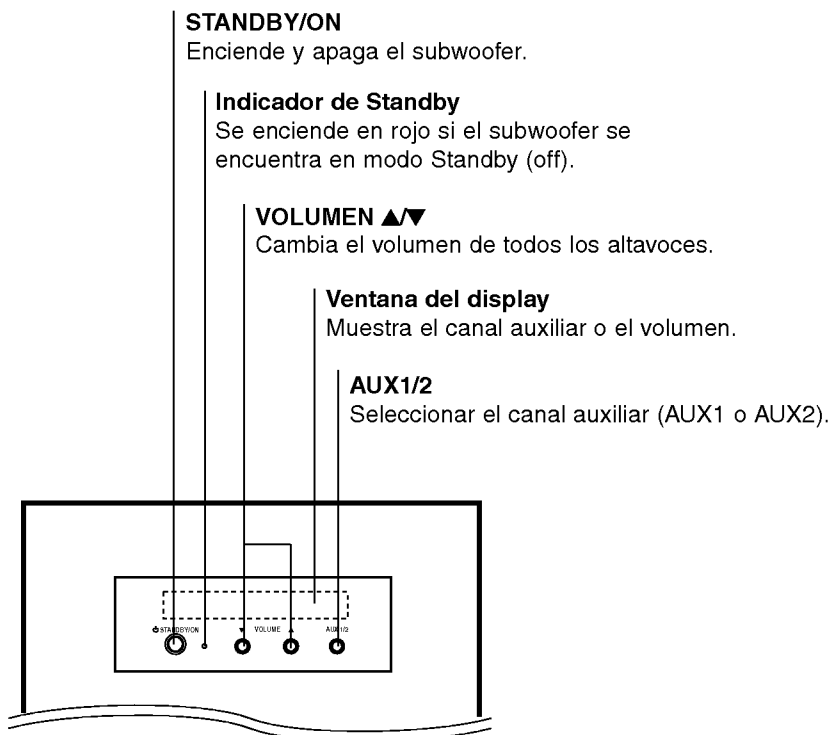 STANDBY/ON
Enciende y apaga el subwoofer.
Indicador de Standby
Se enciende en rojo si el subwoofer se
encuentra en modo Standby (off).
VOLUMEN ▲/▼
Cambia el volumen de todos los altavoces.
Ventana del display
Muestra el canal auxiliar o el volumen.
AUX1/2
Seleccionar el canal auxiliar (AUX1 o AUX2).
⏻ STANDBY/ON ▼ VOLUME ▲ AUX1/2